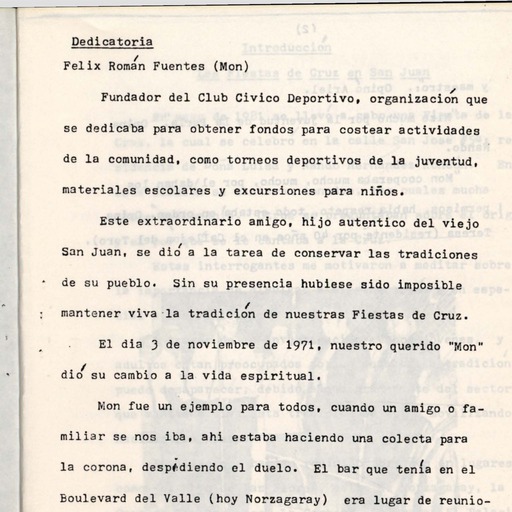 Dedicatoria
Felix Román Fuentes (Mon)
Fundador del Club Civico Deportivo, organización que
se dedicaba para obtener fondos para costear actividades
de la comunidad, como torneos deportivos de la juventud,
materiales escolares y excursiones para niños.
Este extraordinario amigo, hijo autentico del viejo
San Juan, se dió a la tarea de conservar las tradiciones
de su pueblo. Sin su presencia hubiese sido imposible
mantener viva la tradición de nuestras Fiestas de Cruz.
El dia 3 de noviembre de 1971, nuestro querido "Mon"
dió su cambio a la vida espiritual.
Mon fue un ejemplo para todos, cuando un amigo o fa-
miliar se nos iba, ahi estaba haciendo una colecta para
la corona, despidiendo el duelo. El bar que tenía en el
Boulevard del Valle (hoy Norzagaray) era lugar de reunio-